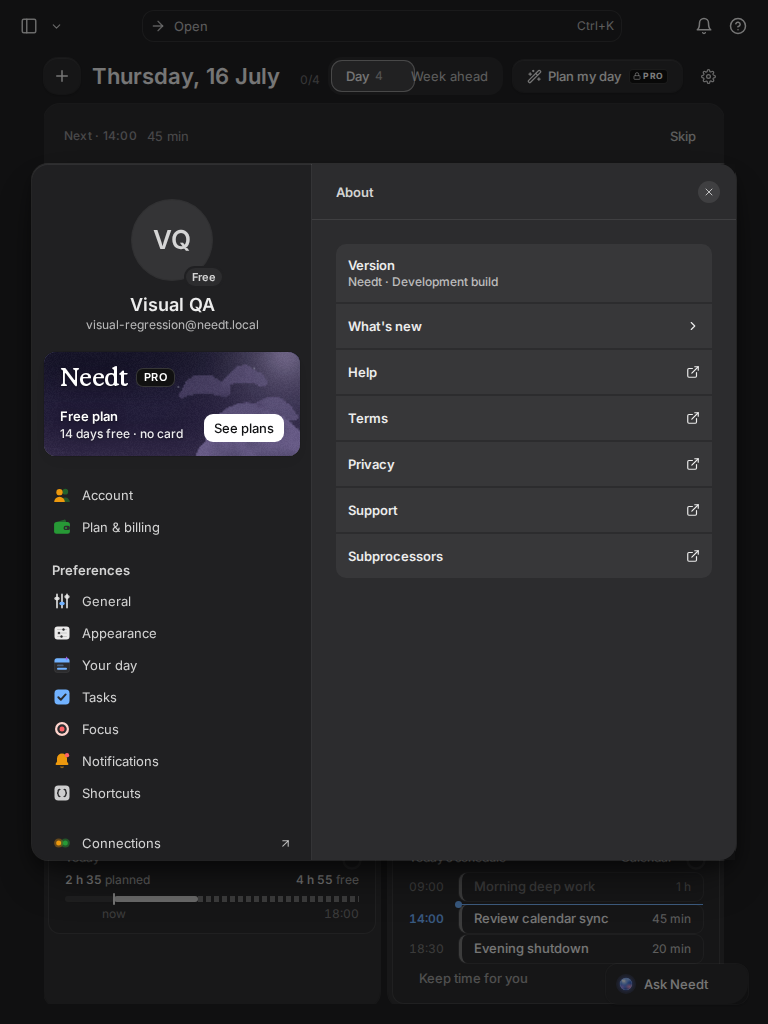 Open
Ctrl+K
Thursday, 16 July
0/4
Day 4
Week ahead
Plan my day
PRO
Next · 14:00 45 min
Skip
VQ
Free
Visual QA
visual-regression@needt.local
Needt PRO
Free plan
14 days free · no card
See plans
Account
Plan & billing
Preferences
General
Appearance
Your day
Tasks
Focus
Notifications
Shortcuts
Connections
About
Version
Needt · Development build
What's new
Help
Terms
Privacy
Support
Subprocessors
2 h 35 planned
4 h 55 free
now
18:00
09:00 Morning deep work 1 h
14:00 Review calendar sync 45 min
18:30 Evening shutdown 20 min
Keep time for you
Ask Needt